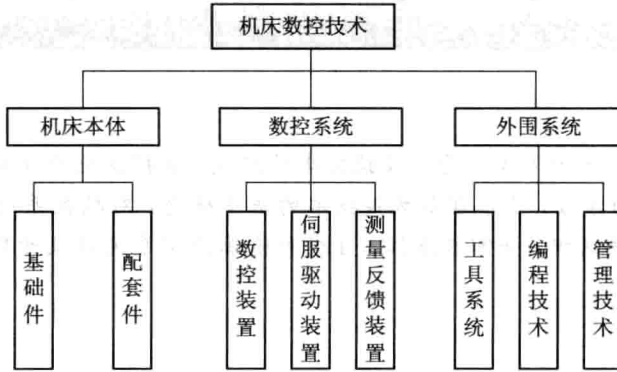 机床数控技术
机床本体
数控系统
外围系统
基础件
配套件
数控装置
伺服驱动装置
测量反馈装置
工具系统
编程技术
管理技术